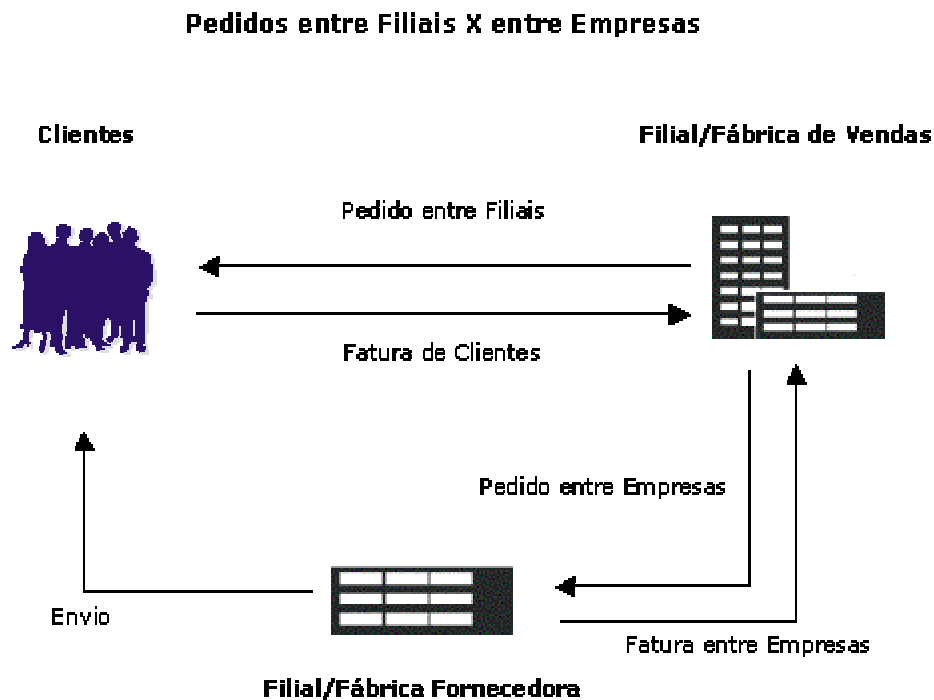 Pedidos entre Filiais X entre Empresas
Clientes
Filial/Fábrica de Vendas
Pedido entre Filiais
Fatura de Clientes
Pedido entre Empresas
Envio
Fatura entre Empresas
Filial/Fábrica Fornecedora